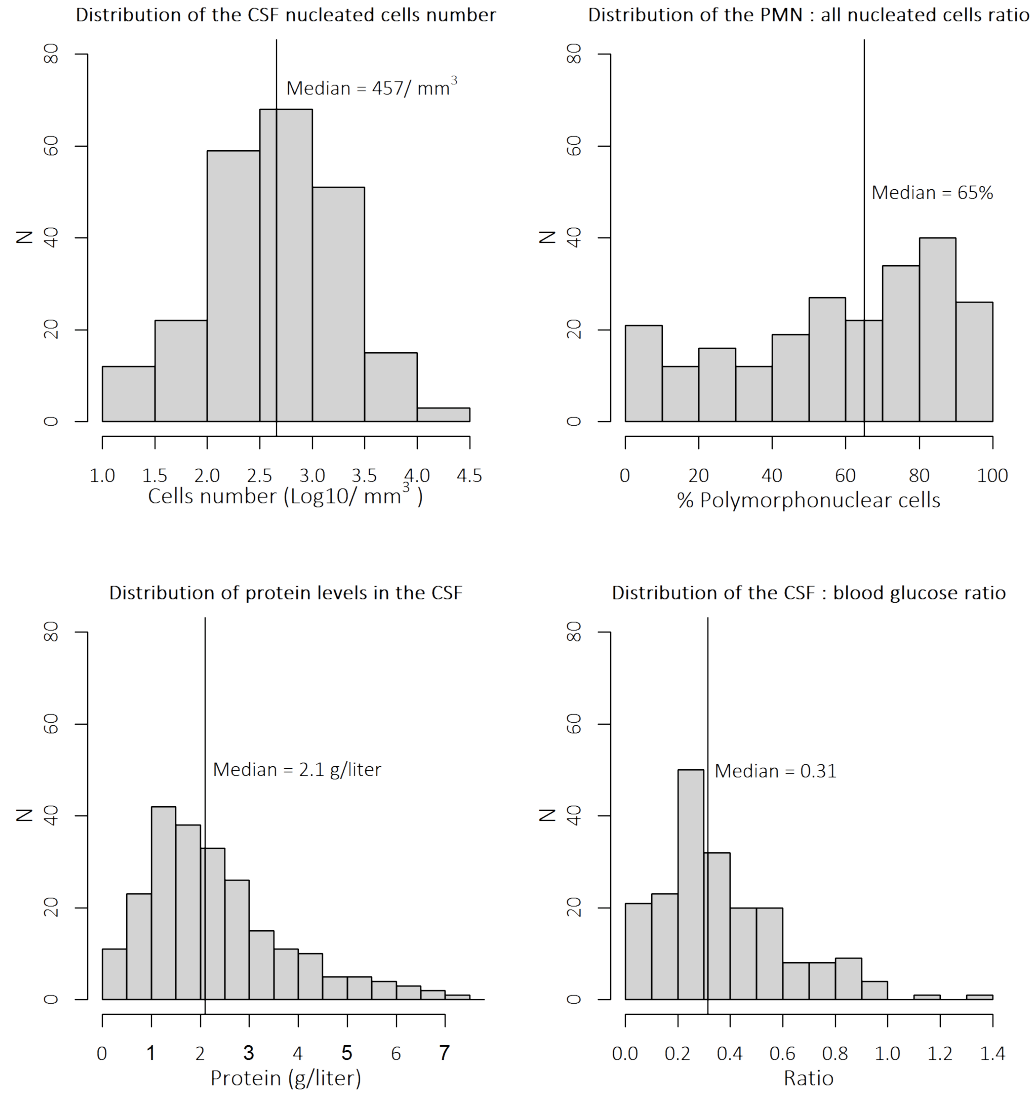 Distribution of the CSF nucleated cells number
80
60
40
20
0
N
Median = 457/ mm³
1.0 1.5 2.0 2.5 3.0 3.5 4.0 4.5
Cells number (Log10/ mm³ )
Distribution of the PMN : all nucleated cells ratio
80
60
40
20
0
N
Median = 65%
0 20 40 60 80 100
% Polymorphonuclear cells
Distribution of protein levels in the CSF
80
60
40
20
0
N
Median = 2.1 g/liter
0 1 2 3 4 5 6 7
Protein (g/liter)
Distribution of the CSF : blood glucose ratio
80
60
40
20
0
N
Median = 0.31
0.0 0.2 0.4 0.6 0.8 1.0 1.2 1.4
Ratio